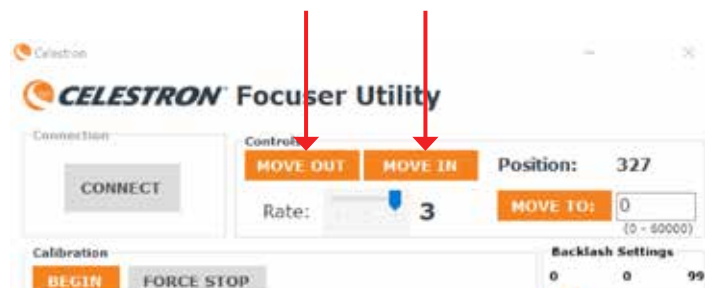 Celestron
CELESTRON Focuser Utility
Connection
CONNECT
Controls
MOVE OUT
MOVE IN
Position: 327
Rate: 3
MOVE TO: 0
(0 - 60000)
Calibration
BEGIN
FORCE STOP
Backlash Settings
0 0 99